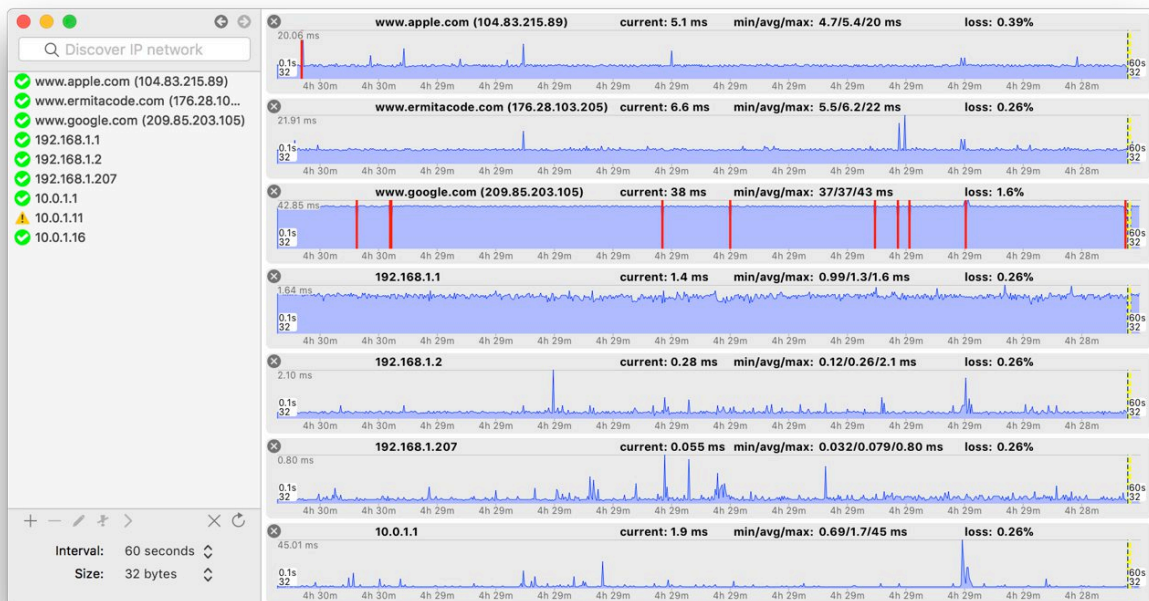 Discover IP network
www.apple.com (104.83.215.89)
www.ermitacode.com (176.28.10...
www.google.com (209.85.203.105)
192.168.1.1
192.168.1.2
192.168.1.207
10.0.1.1
10.0.1.11
10.0.1.16
Interval: 60 seconds
Size: 32 bytes
www.apple.com (104.83.215.89) current: 5.1 ms min/avg/max: 4.7/5.4/20 ms loss: 0.39%
20.06 ms
0.1s 60s
32 32
4h 30m 4h 30m 4h 29m 4h 29m 4h 29m 4h 29m 4h 29m 4h 29m 4h 29m 4h 29m 4h 29m 4h 29m 4h 29m 4h 28m
www.ermitacode.com (176.28.103.205) current: 6.6 ms min/avg/max: 5.5/6.2/22 ms loss: 0.26%
21.91 ms
0.1s 60s
32 32
4h 30m 4h 30m 4h 29m 4h 29m 4h 29m 4h 29m 4h 29m 4h 29m 4h 29m 4h 29m 4h 29m 4h 29m 4h 29m 4h 28m
www.google.com (209.85.203.105) current: 38 ms min/avg/max: 37/37/43 ms loss: 1.6%
42.85 ms
0.1s 60s
32 32
4h 30m 4h 30m 4h 29m 4h 29m 4h 29m 4h 29m 4h 29m 4h 29m 4h 29m 4h 29m 4h 29m 4h 29m 4h 29m 4h 28m
192.168.1.1 current: 1.4 ms min/avg/max: 0.99/1.3/1.6 ms loss: 0.26%
1.64 ms
0.1s 60s
32 32
4h 30m 4h 30m 4h 29m 4h 29m 4h 29m 4h 29m 4h 29m 4h 29m 4h 29m 4h 29m 4h 29m 4h 29m 4h 29m 4h 28m
192.168.1.2 current: 0.28 ms min/avg/max: 0.12/0.26/2.1 ms loss: 0.26%
2.10 ms
0.1s 60s
32 32
4h 30m 4h 30m 4h 29m 4h 29m 4h 29m 4h 29m 4h 29m 4h 29m 4h 29m 4h 29m 4h 29m 4h 29m 4h 29m 4h 28m
192.168.1.207 current: 0.055 ms min/avg/max: 0.032/0.079/0.80 ms loss: 0.26%
0.80 ms
0.1s 60s
32 32
4h 30m 4h 30m 4h 29m 4h 29m 4h 29m 4h 29m 4h 29m 4h 29m 4h 29m 4h 29m 4h 29m 4h 29m 4h 29m 4h 28m
10.0.1.1 current: 1.9 ms min/avg/max: 0.69/1.7/45 ms loss: 0.26%
45.01 ms
0.1s 60s
32 32
4h 30m 4h 30m 4h 29m 4h 29m 4h 29m 4h 29m 4h 29m 4h 29m 4h 29m 4h 29m 4h 29m 4h 29m 4h 29m 4h 28m